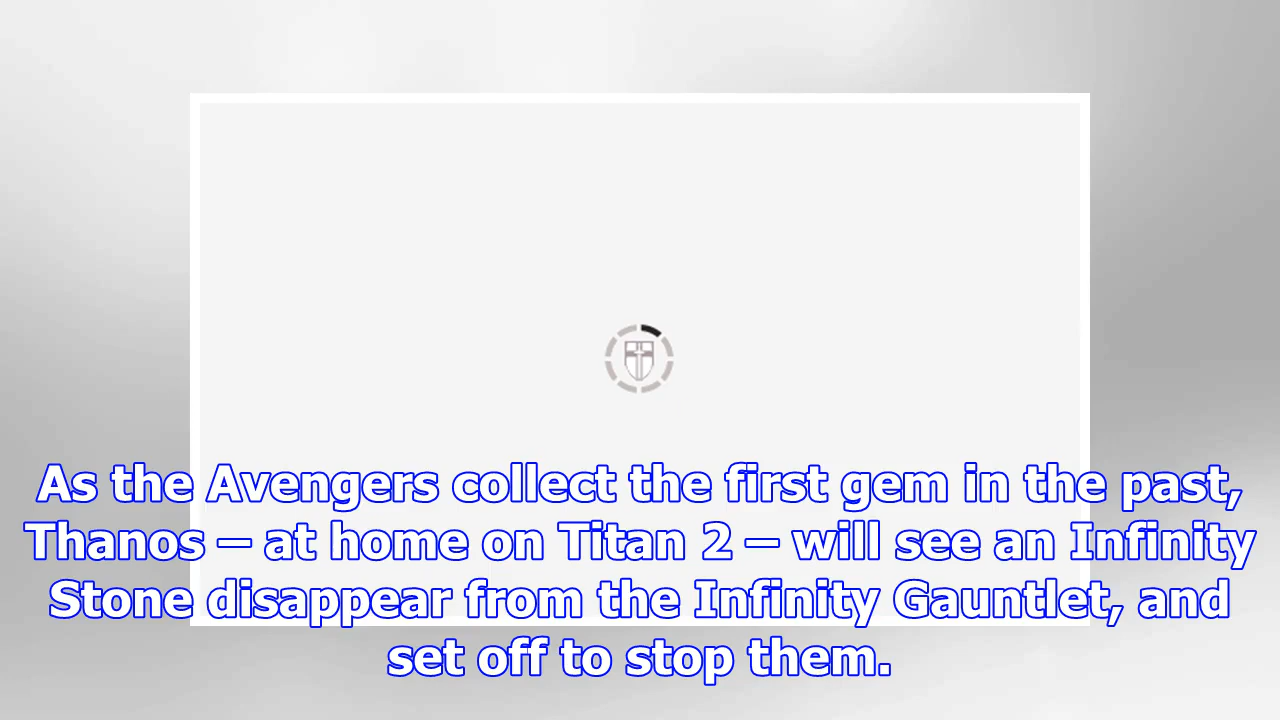 As the Avengers collect the first gem in the past,
Thanos – at home on Titan 2 – will see an Infinity
Stone disappear from the Infinity Gauntlet, and
set off to stop them.